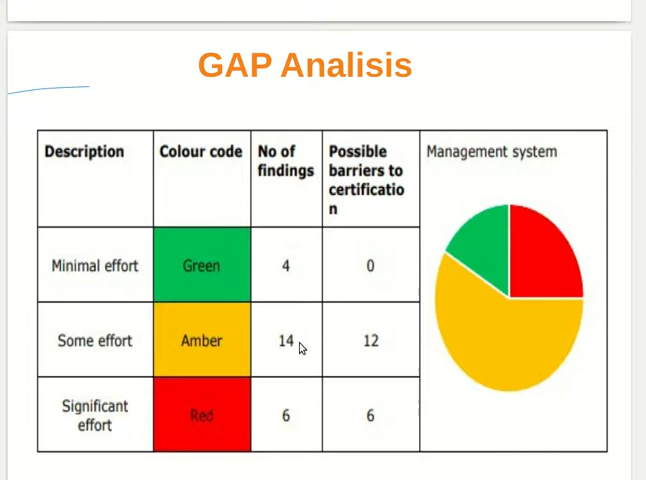 GAP Analisis
Description
Colour code
No of
findings
Possible
barriers to
certificatio
n
Management system
Minimal effort
Green
4
0
Some effort
Amber
14
12
Significant
effort
Red
6
6